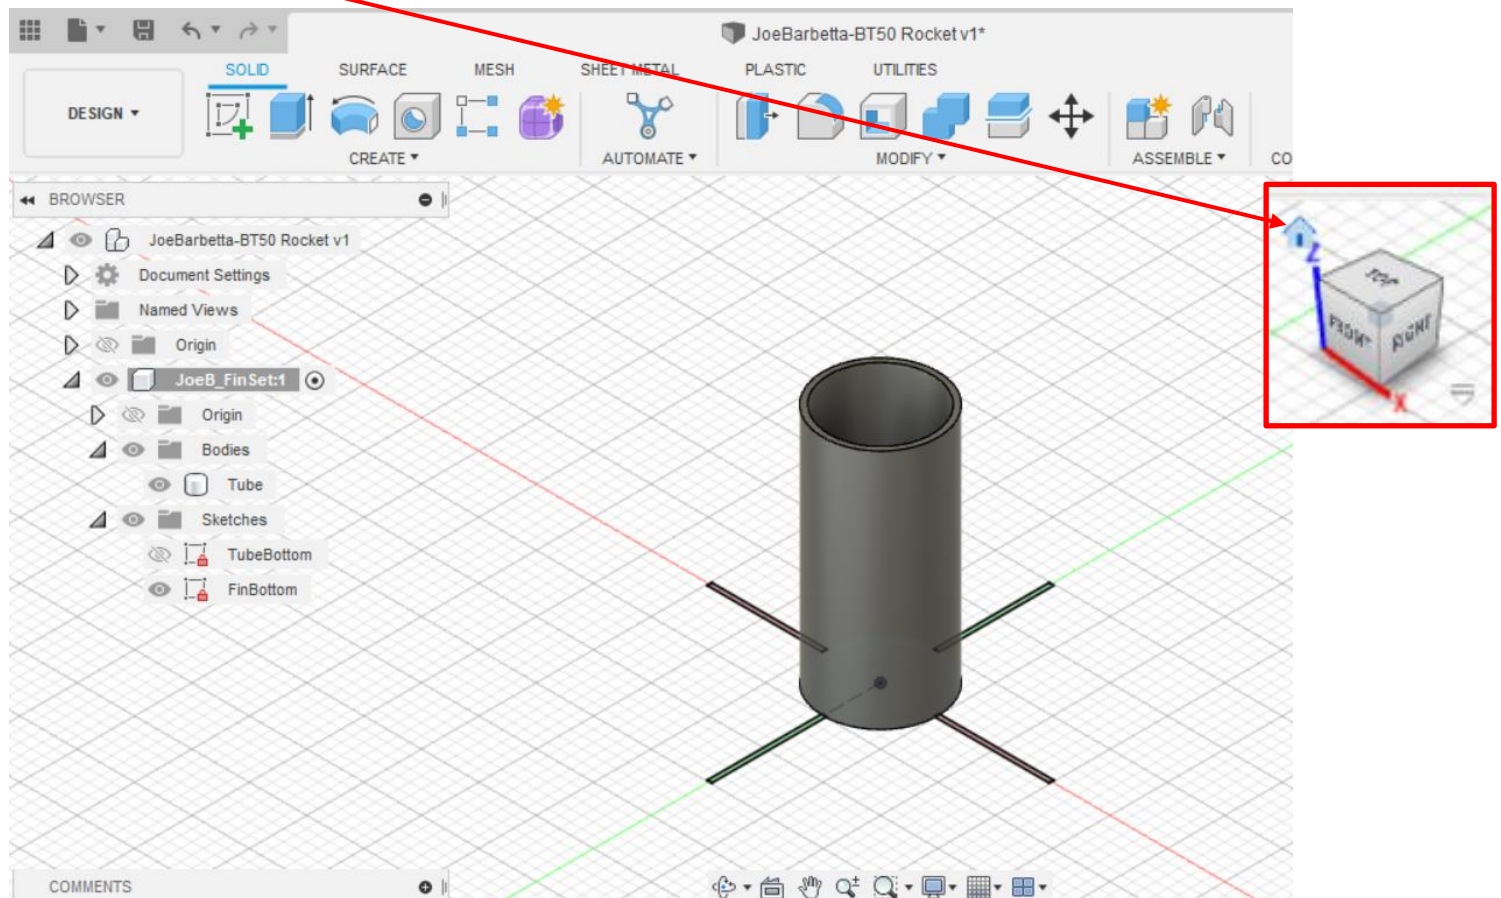 JoeBarbetta-BT50 Rocket v1*
SOLID SURFACE MESH SHEET METAL PLASTIC UTILITIES
DESIGN
CREATE AUTOMATE MODIFY ASSEMBLE CO
BROWSER
JoeBarbetta-BT50 Rocket v1
Document Settings
Named Views
Origin
JoeB_FinSet:1
Origin
Bodies
Tube
Sketches
TubeBottom
FinBottom
Z
TOP
FRONT RIGHT
X
COMMENTS